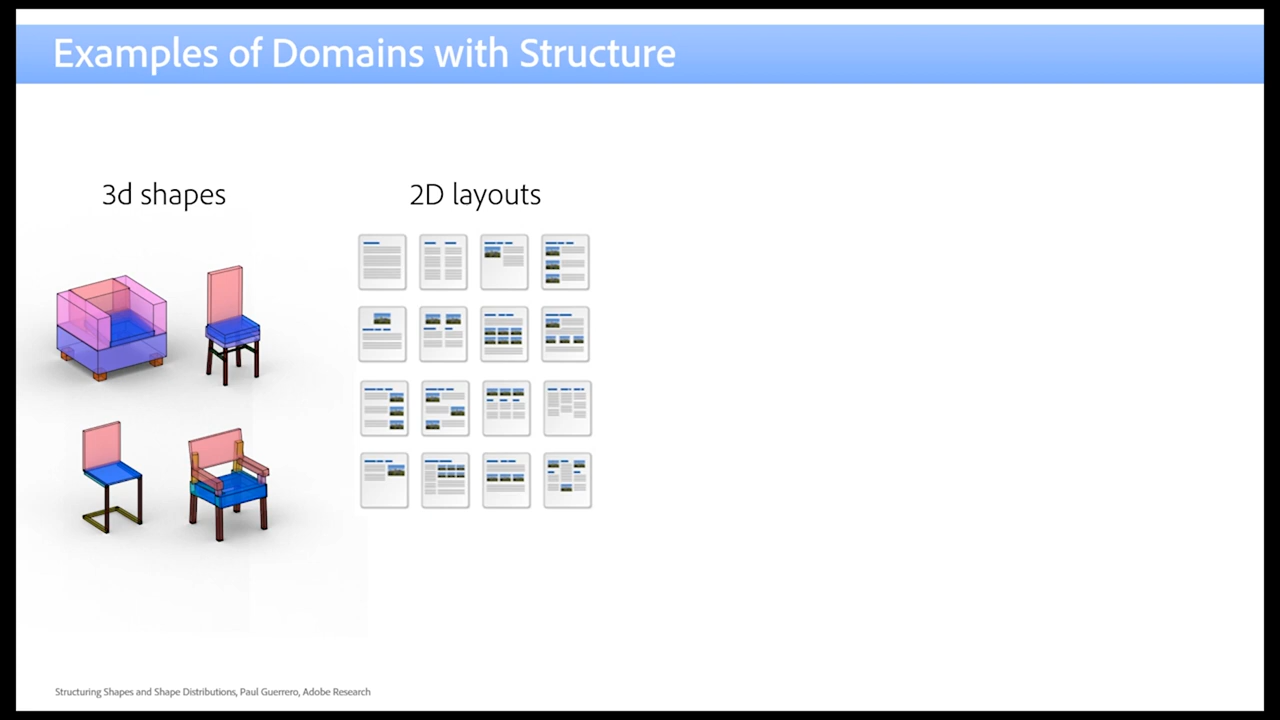 Examples of Domains with Structure
3d shapes
2D layouts
Structuring Shapes and Shape Distributions, Paul Guerrero, Adobe Research